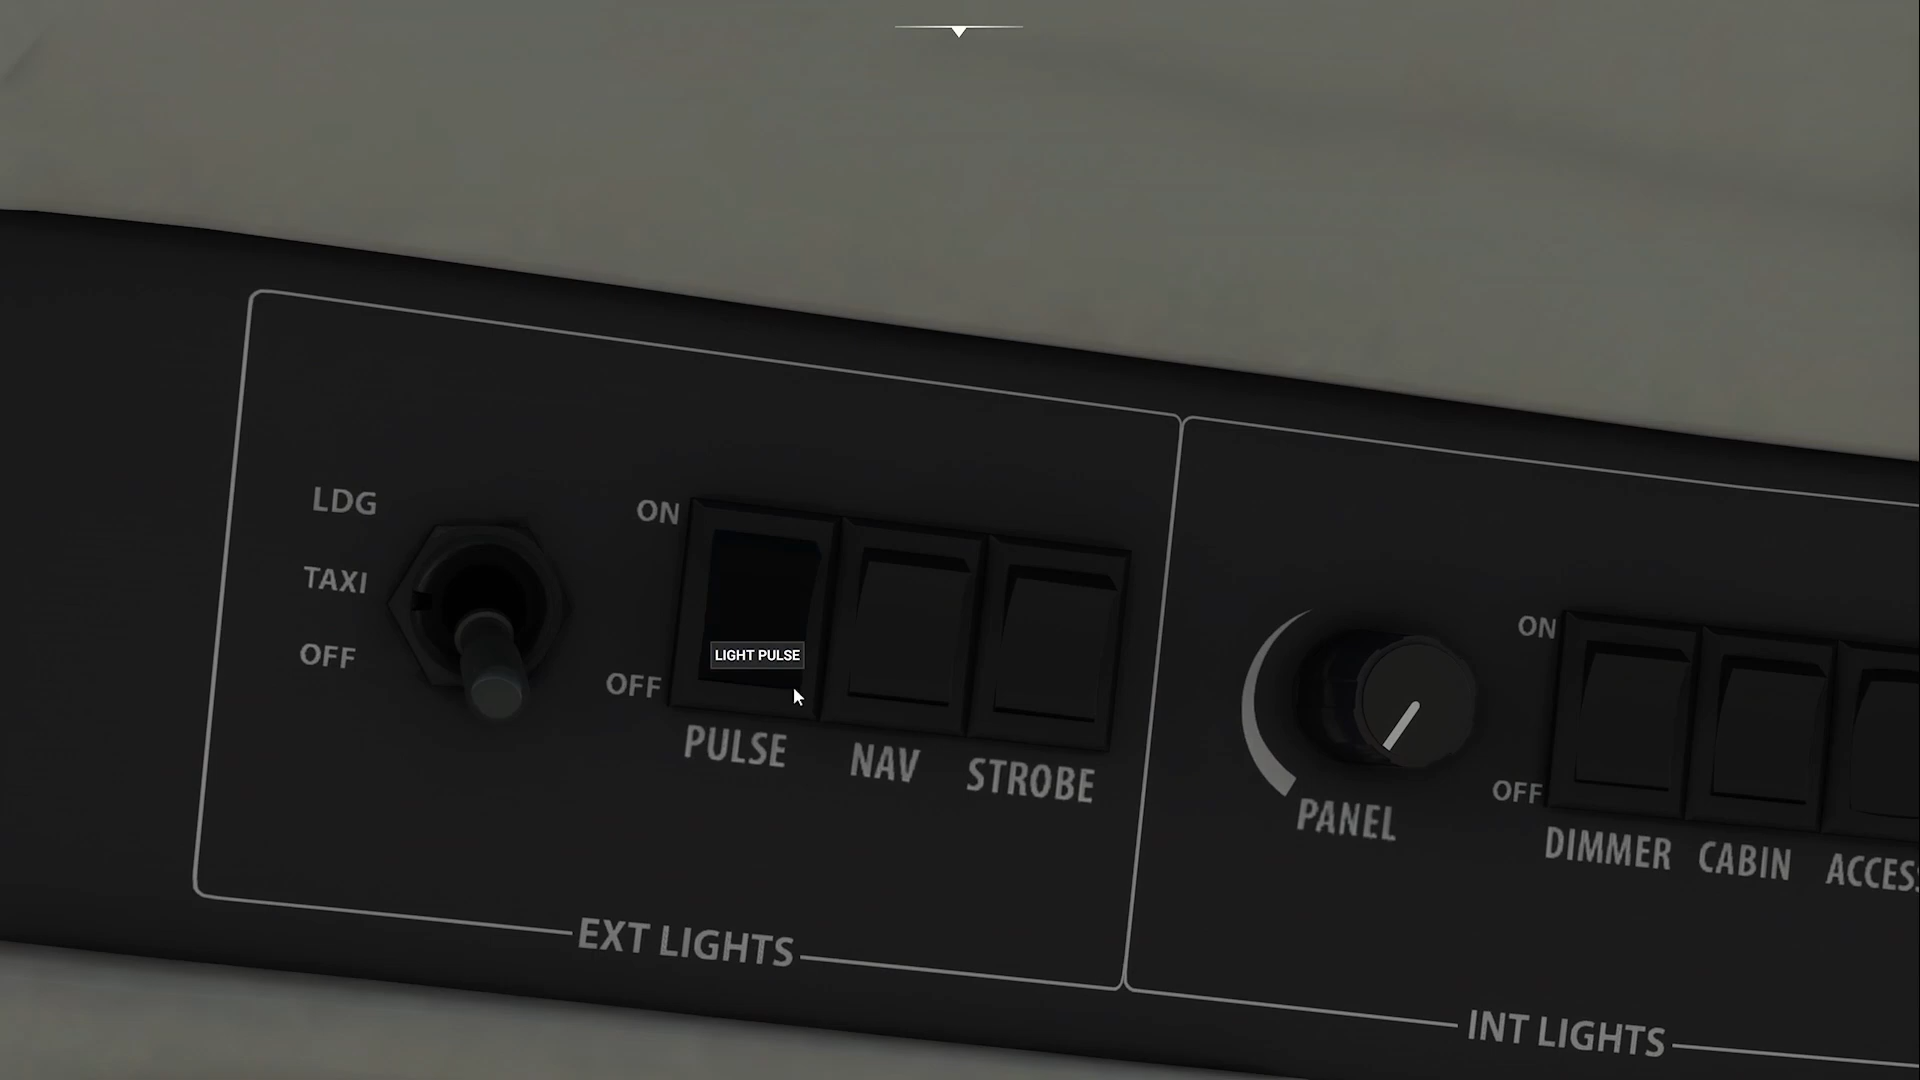 LDG
TAXI
OFF
ON
OFF
LIGHT PULSE
PULSE
NAV
STROBE
EXT LIGHTS
PANEL
ON
OFF
DIMMER
CABIN
INT LIGHTS